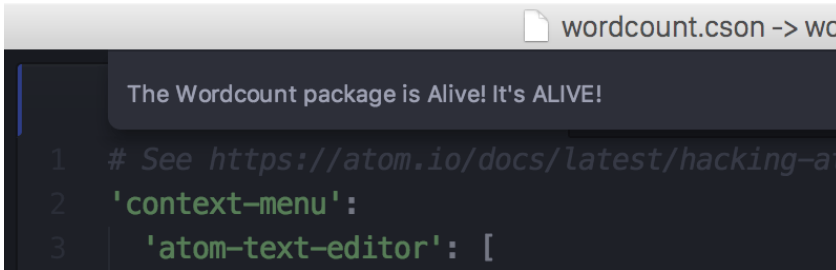 wordcount.cson -> wo
The Wordcount package is Alive! It's ALIVE!
1 # See https://atom.io/docs/latest/hacking-a
2 'context-menu':
3 'atom-text-editor': [